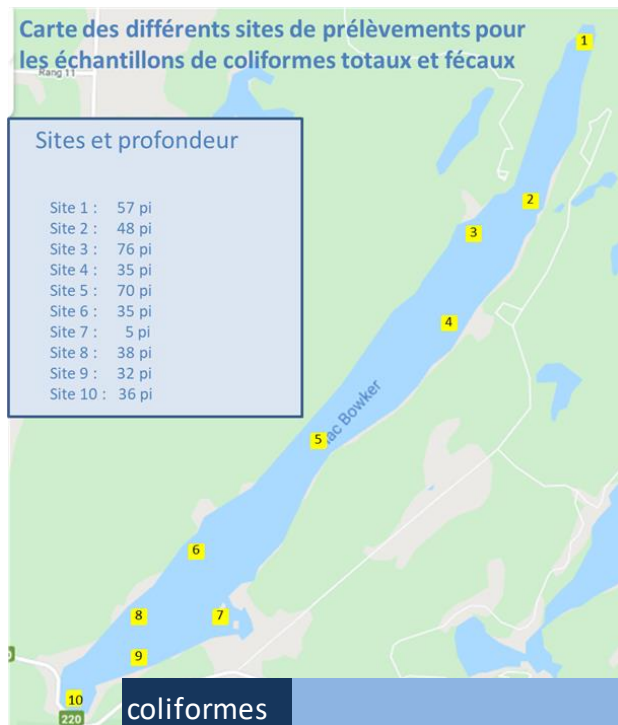 Carte des différents sites de prélèvements pour
les échantillons de coliformes totaux et fécaux
Rang 11
Sites et profondeur
Site 1 : 57 pi
Site 2 : 48 pi
Site 3 : 76 pi
Site 4 : 35 pi
Site 5 : 70 pi
Site 6 : 35 pi
Site 7 : 5 pi
Site 8 : 38 pi
Site 9 : 32 pi
Site 10 : 36 pi
1
2
3
4
5
lac Bowker
6
8
7
9
10
220
coliformes